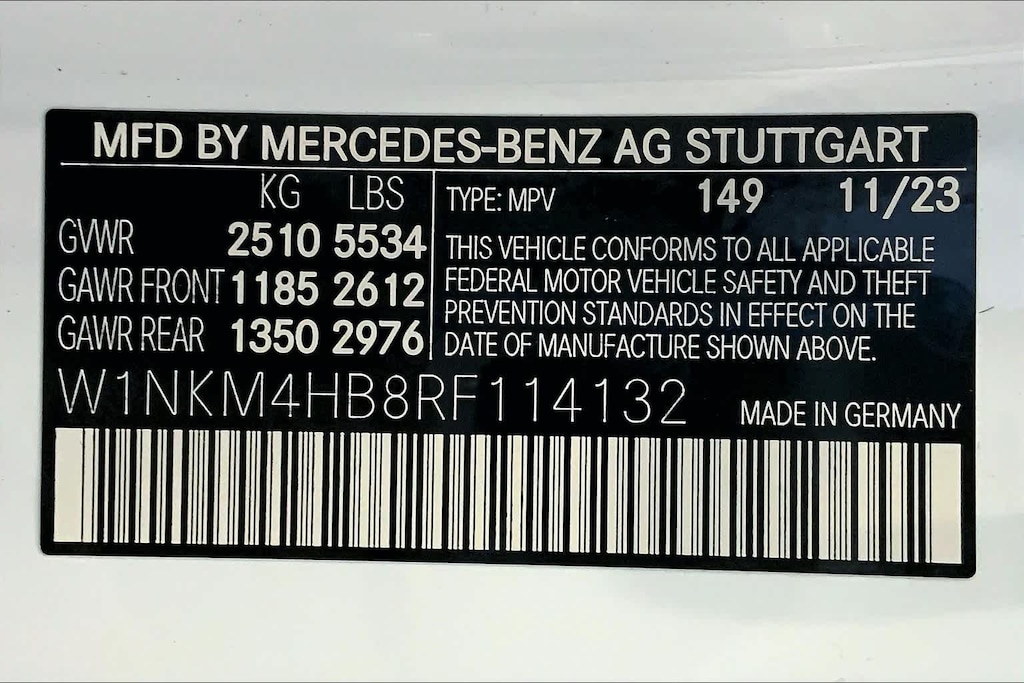 MFD BY MERCEDES-BENZ AG STUTTGART
KG LBS
GVWR 2510 5534
GAWR FRONT 1185 2612
GAWR REAR 1350 2976
TYPE: MPV 149 11/23
THIS VEHICLE CONFORMS TO ALL APPLICABLE
FEDERAL MOTOR VEHICLE SAFETY AND THEFT
PREVENTION STANDARDS IN EFFECT ON THE
DATE OF MANUFACTURE SHOWN ABOVE.
W1NKM4HB8RF114132
MADE IN GERMANY